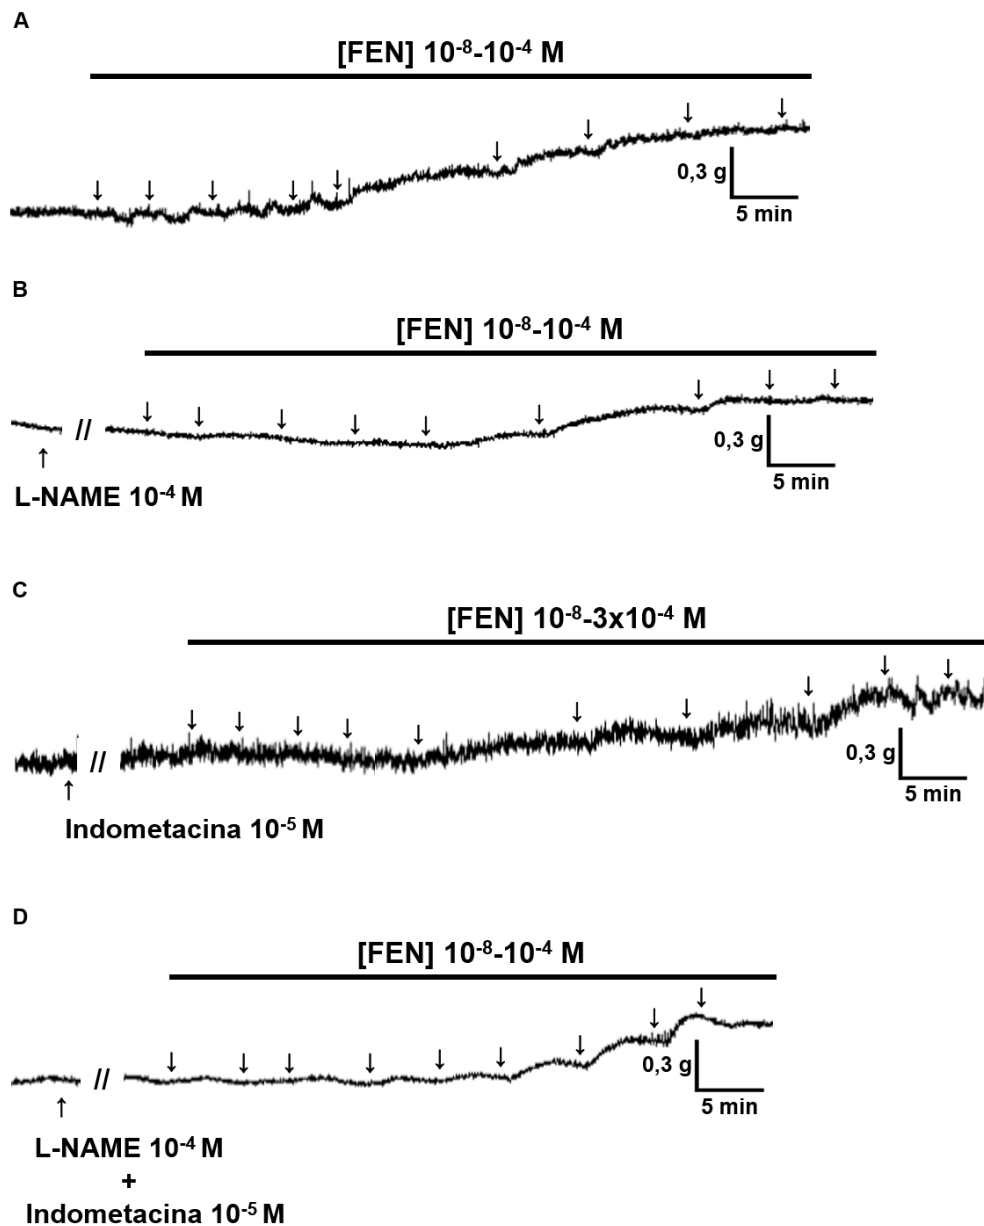 A
[FEN] 10⁻⁸-10⁻⁴ M
0,3 g
5 min
B
[FEN] 10⁻⁸-10⁻⁴ M
0,3 g
5 min
L-NAME 10⁻⁴ M
C
[FEN] 10⁻⁸-3x10⁻⁴ M
0,3 g
5 min
Indometacina 10⁻⁵ M
D
[FEN] 10⁻⁸-10⁻⁴ M
0,3 g
5 min
L-NAME 10⁻⁴ M
+
Indometacina 10⁻⁵ M